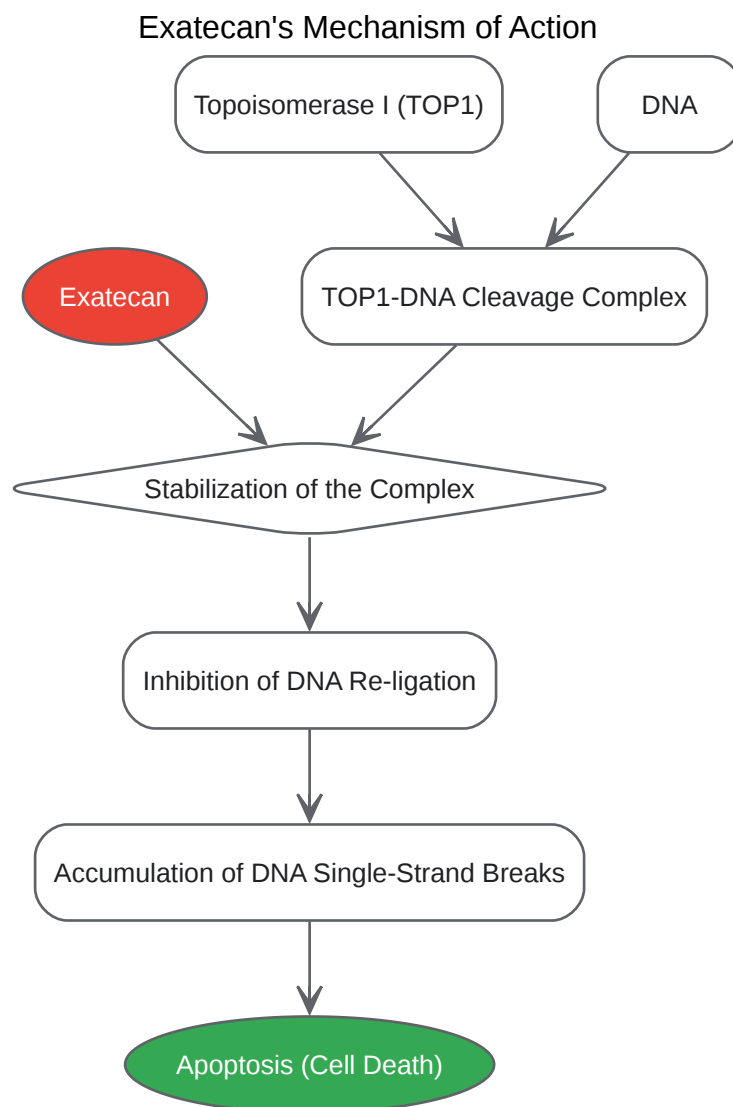 Exatecan's Mechanism of Action
Topoisomerase I (TOP1)
DNA
Exatecan
TOP1-DNA Cleavage Complex
Stabilization of the Complex
Inhibition of DNA Re-ligation
Accumulation of DNA Single-Strand Breaks
Apoptosis (Cell Death)